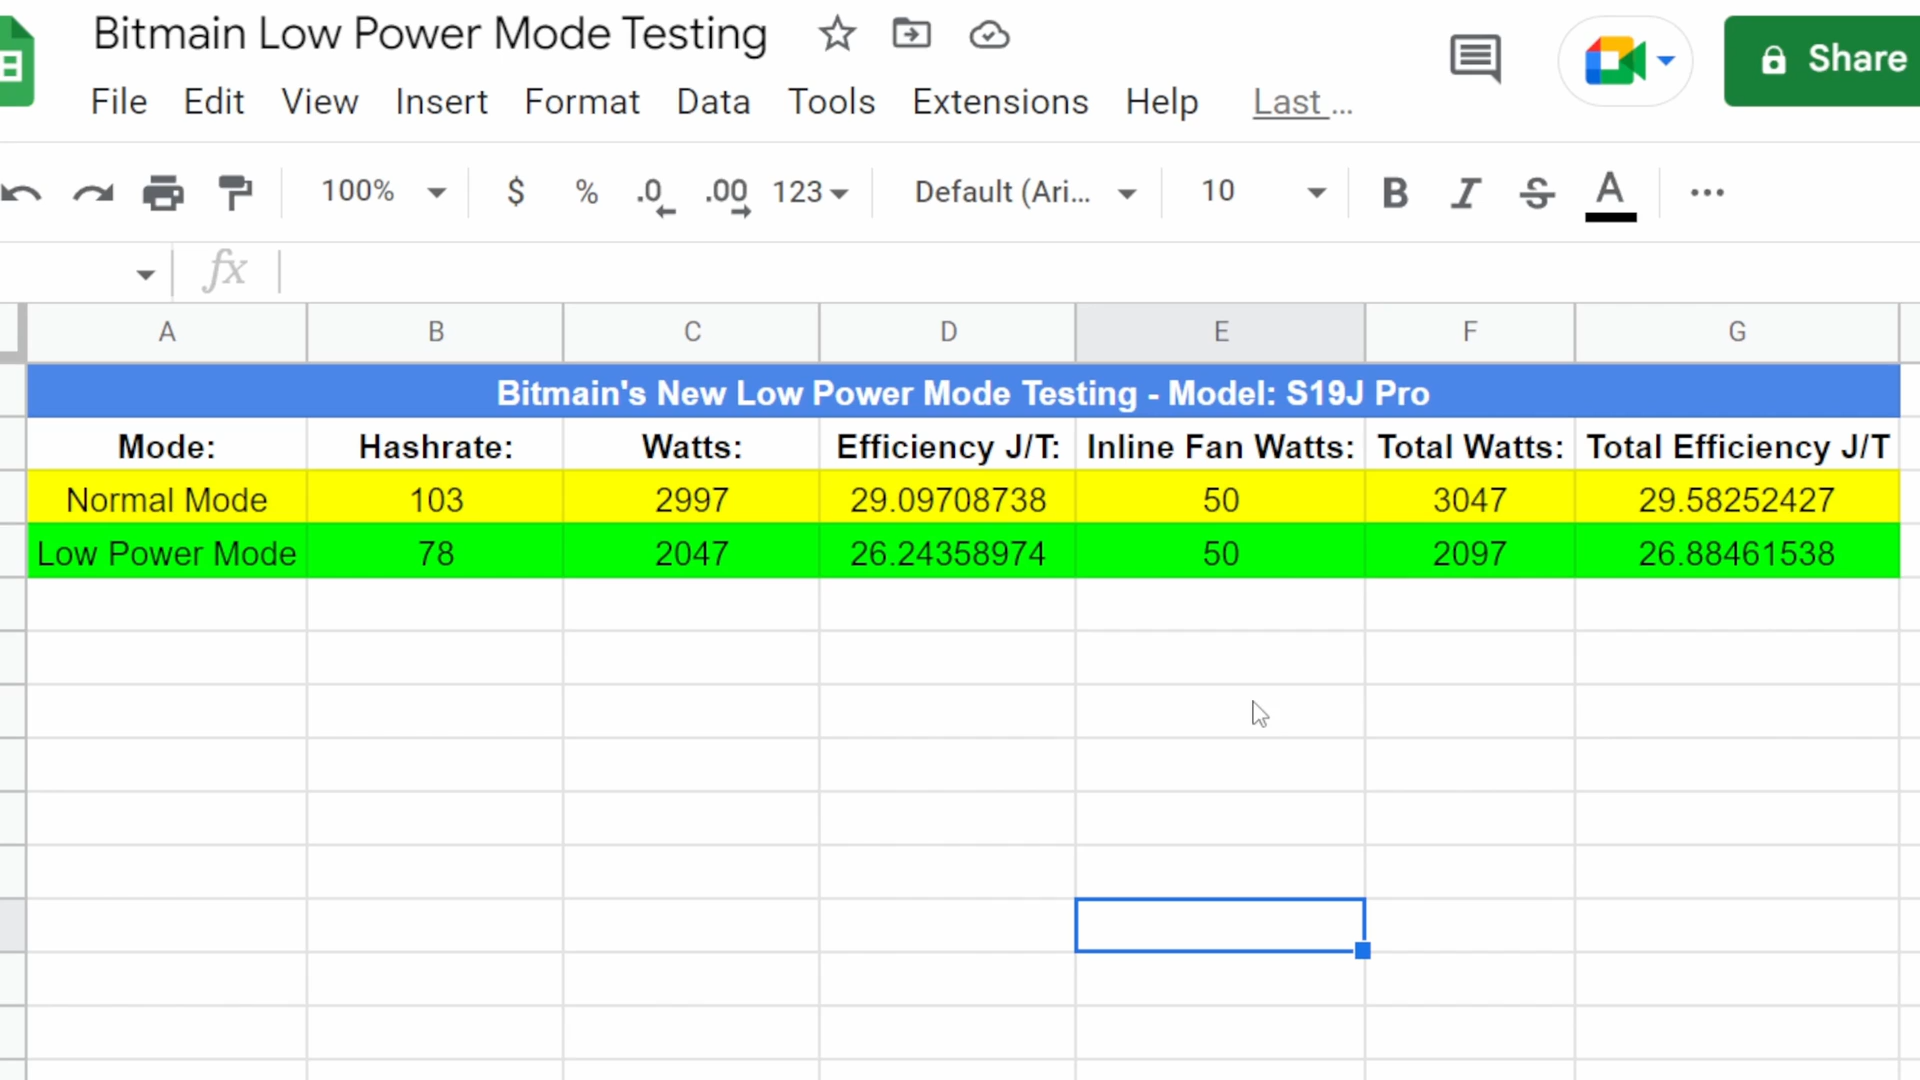 Bitmain Low Power Mode Testing
Share
File Edit View Insert Format Data Tools Extensions Help Last ...
100% $ % .0 .00 123 Default (Ari... 10 B I S A
fx
A B C D E F G
Bitmain's New Low Power Mode Testing - Model: S19J Pro
Mode: Hashrate: Watts: Efficiency J/T: Inline Fan Watts: Total Watts: Total Efficiency J/T
Normal Mode 103 2997 29.09708738 50 3047 29.58252427
Low Power Mode 78 2047 26.24358974 50 2097 26.88461538